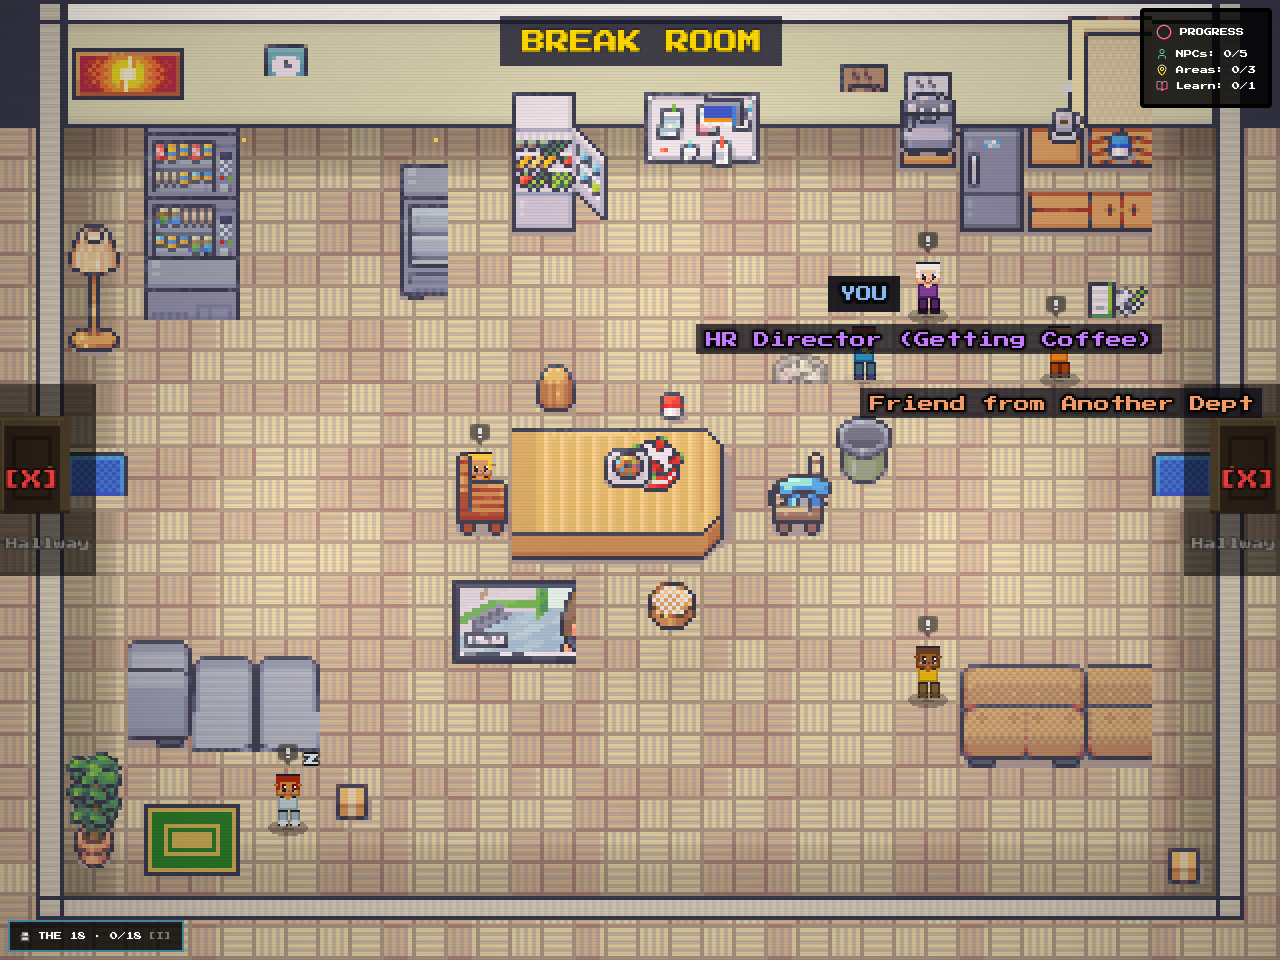 BREAK ROOM
PROGRESS
NPCs: 0/5
Areas: 0/3
Learn: 0/1
!
YOU
!
HR Director (Getting Coffee)
Friend from Another Dept
!
[X]
[X]
Hallway
Hallway
!
!
Z
THE 18 · 0/18 [I]